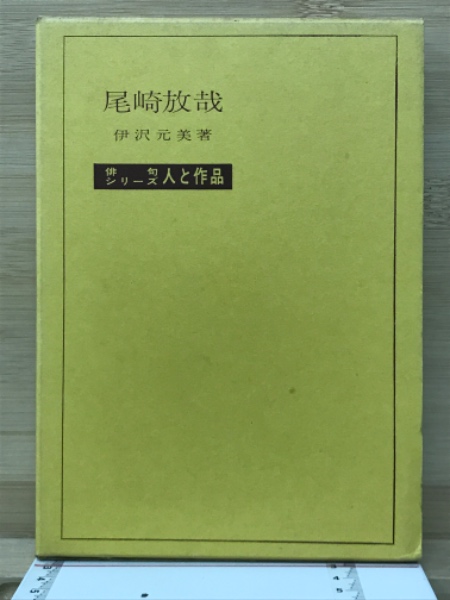 尾崎放哉
伊沢元美著
俳句
シリーズ 人と作品